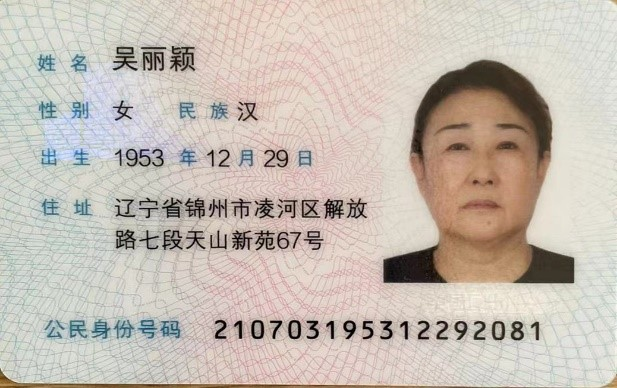 姓名 吴丽颖
性别 女 民族 汉
出生 1953 年 12 月 29 日
住址 辽宁省锦州市凌河区解放
路七段天山新苑67号
公民身份号码 210703195312292081